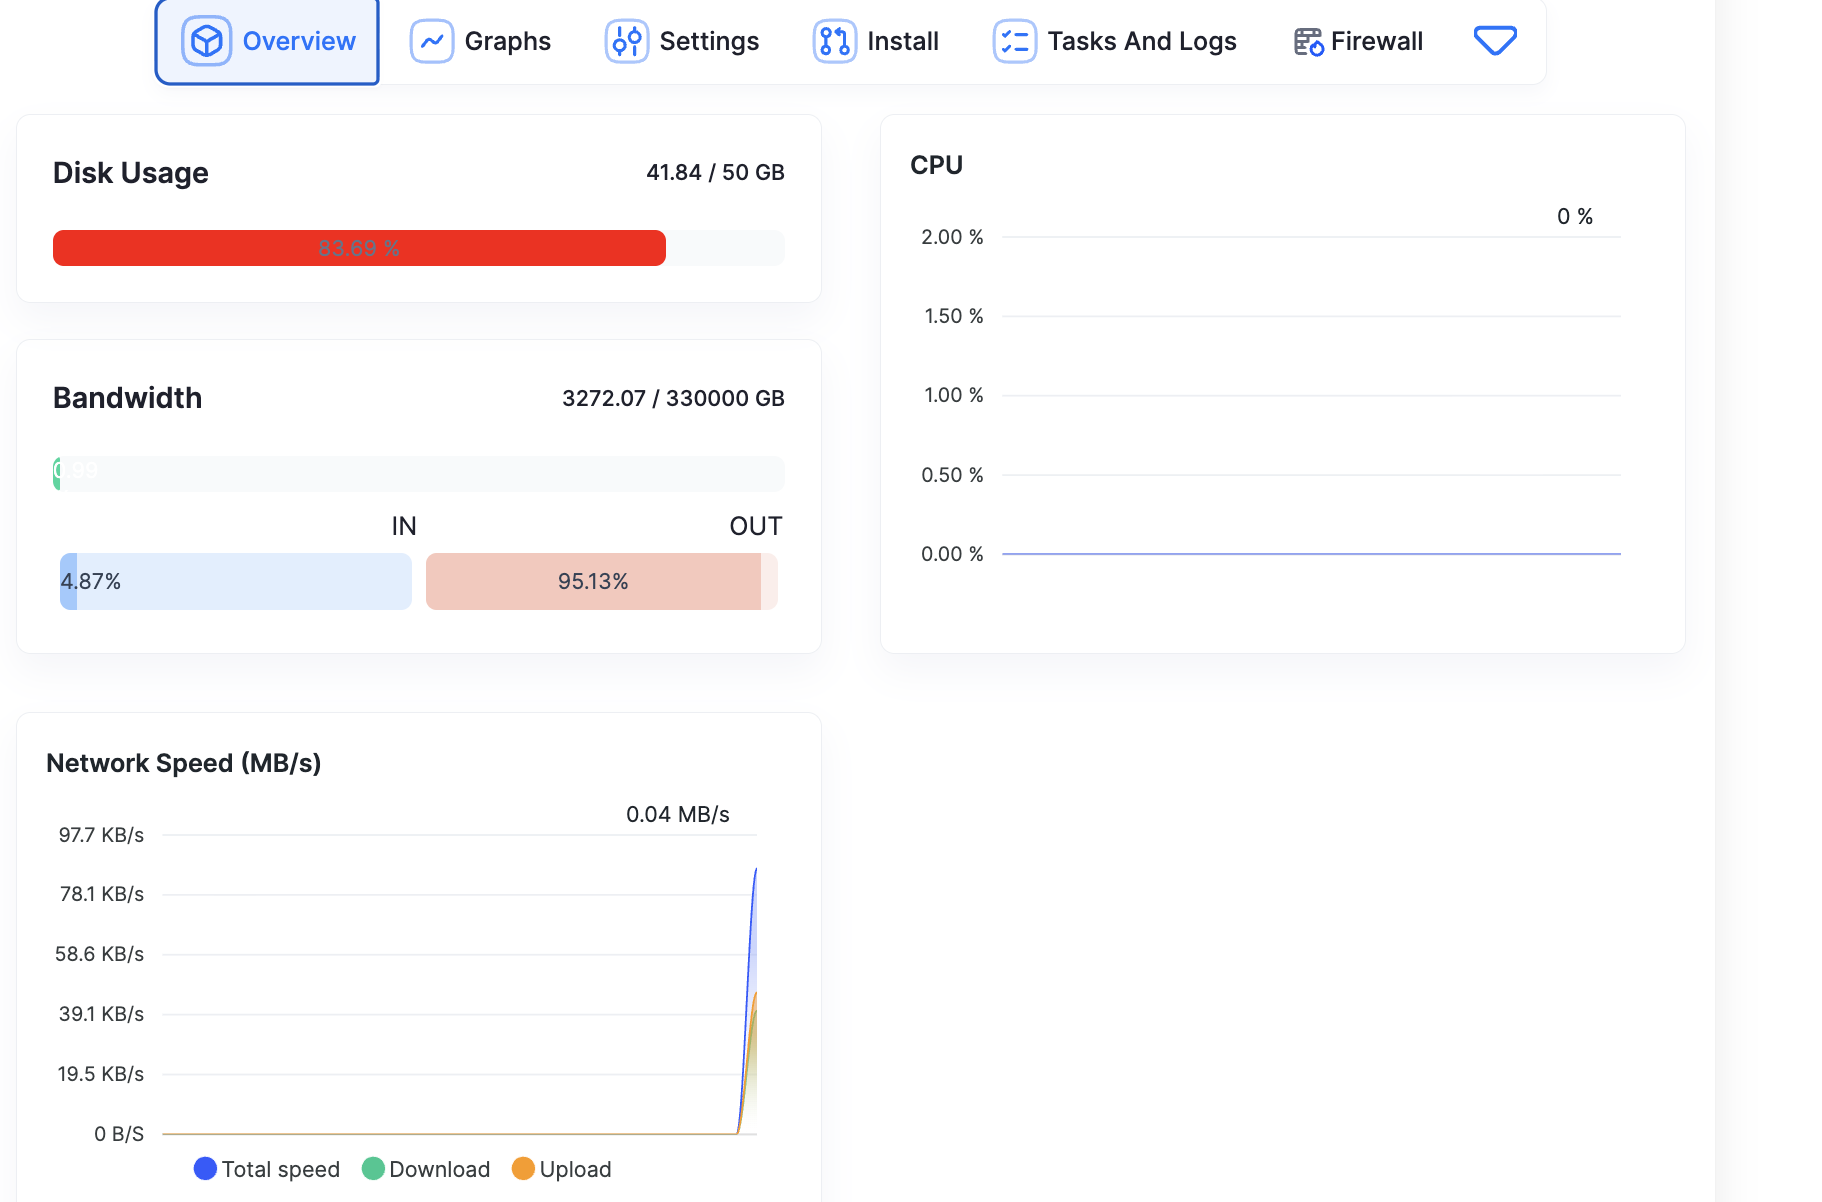 Overview Graphs Settings Install Tasks And Logs Firewall
Disk Usage 41.84 / 50 GB
83.69 %
Bandwidth 3272.07 / 330000 GB
0.99
IN OUT
4.87% 95.13%
CPU
0 %
2.00 %
1.50 %
1.00 %
0.50 %
0.00 %
Network Speed (MB/s)
0.04 MB/s
97.7 KB/s
78.1 KB/s
58.6 KB/s
39.1 KB/s
19.5 KB/s
0 B/S
Total speed Download Upload